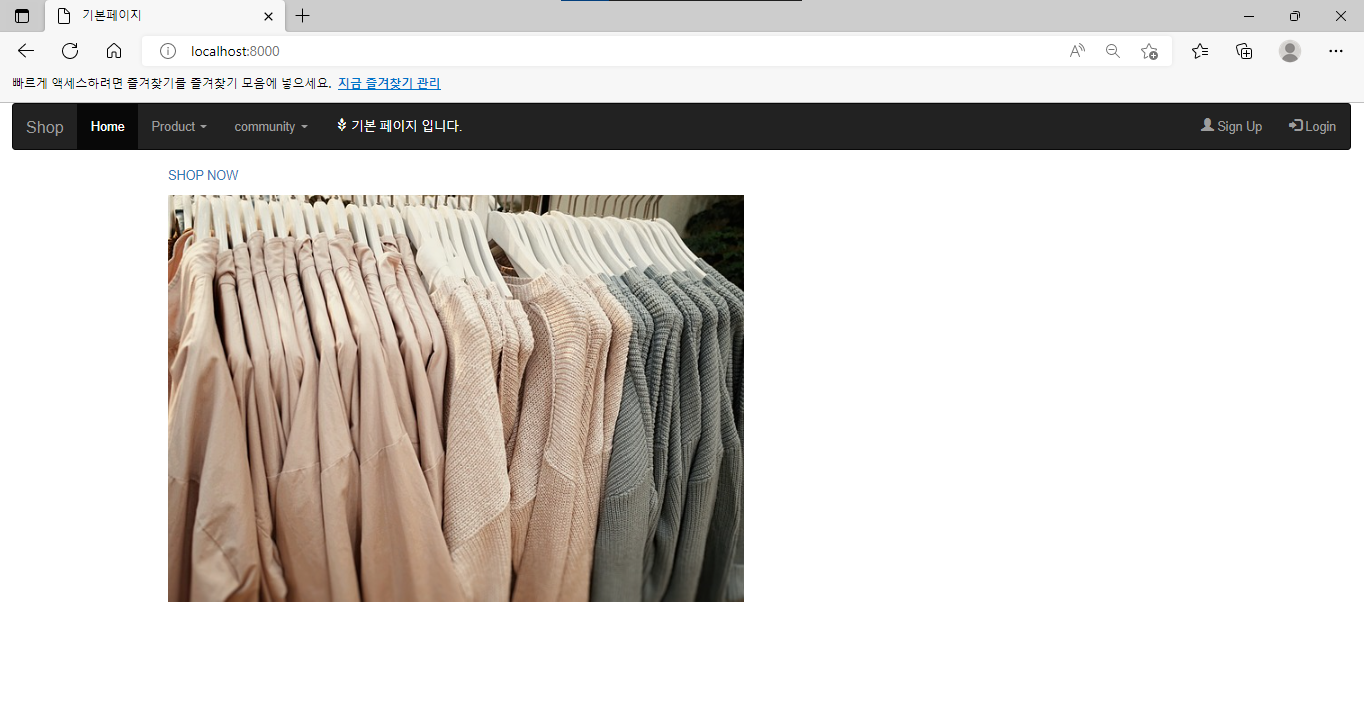 기본페이지
localhost:8000
빠르게 액세스하려면 즐겨찾기를 즐겨찾기 모음에 넣으세요. 지금 즐겨찾기 관리
Shop Home Product community 기본 페이지 입니다. Sign Up Login
SHOP NOW